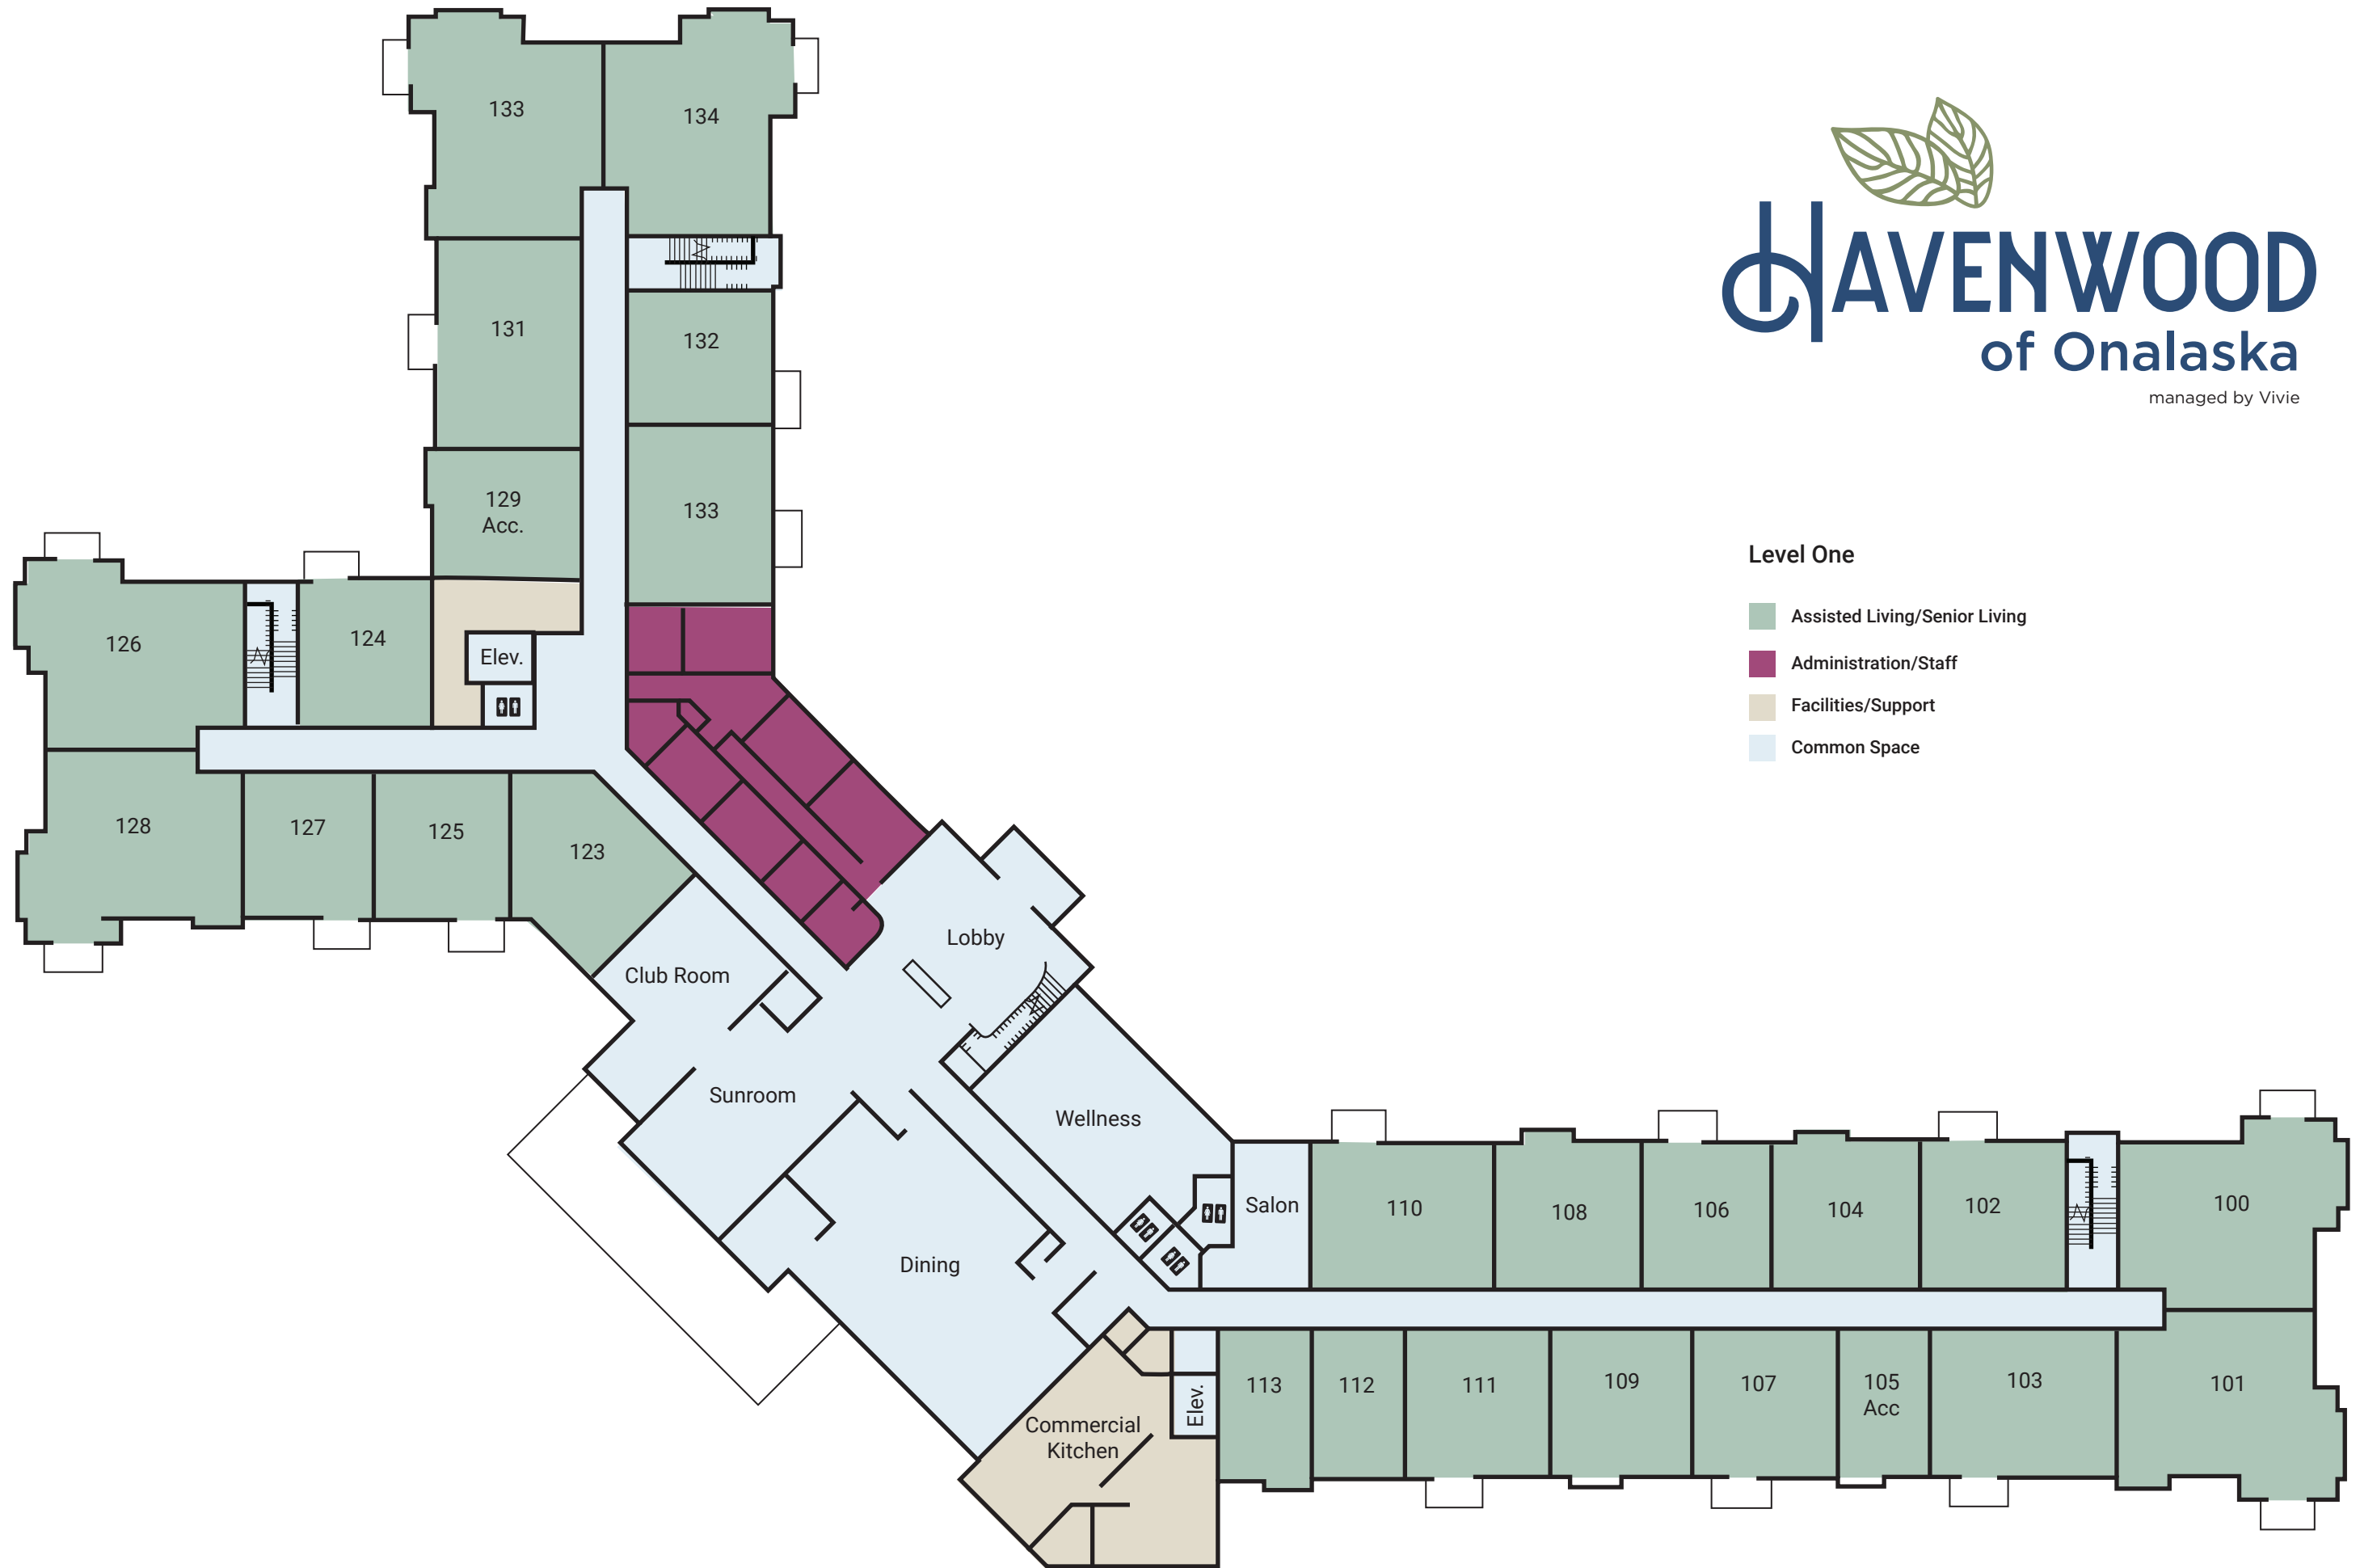 133
134
HAVENWOOD
of Onalaska
managed by Vivie
131
132
129
Acc.
133
Level One
Assisted Living/Senior Living
Administration/Staff
Facilities/Support
Common Space
126
124
Elev.
128
127
125
123
Lobby
Club Room
Sunroom
Wellness
Dining
Salon
110
108
106
104
102
100
Commercial
Kitchen
Elev.
113
112
111
109
107
105
Acc
103
101